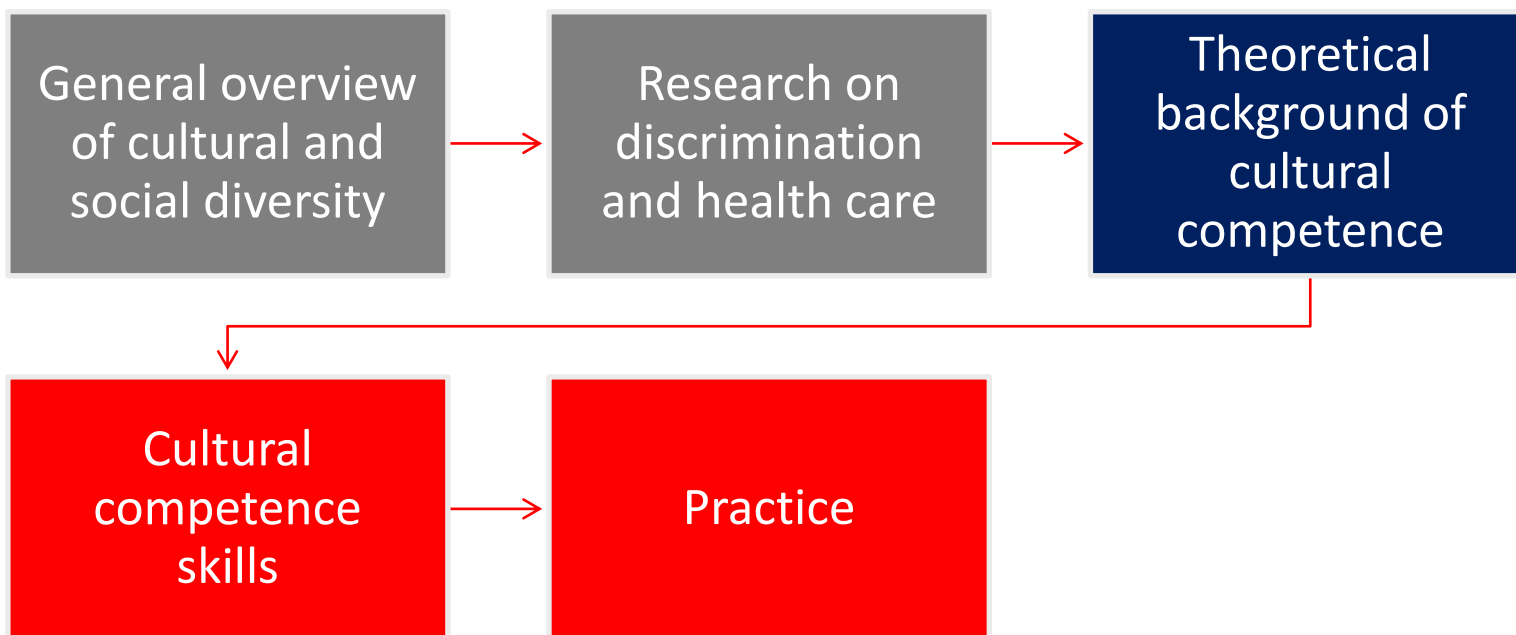 General overview
of cultural and
social diversity
Research on
discrimination
and health care
Theoretical
background of
cultural
competence
Cultural
competence
skills
Practice